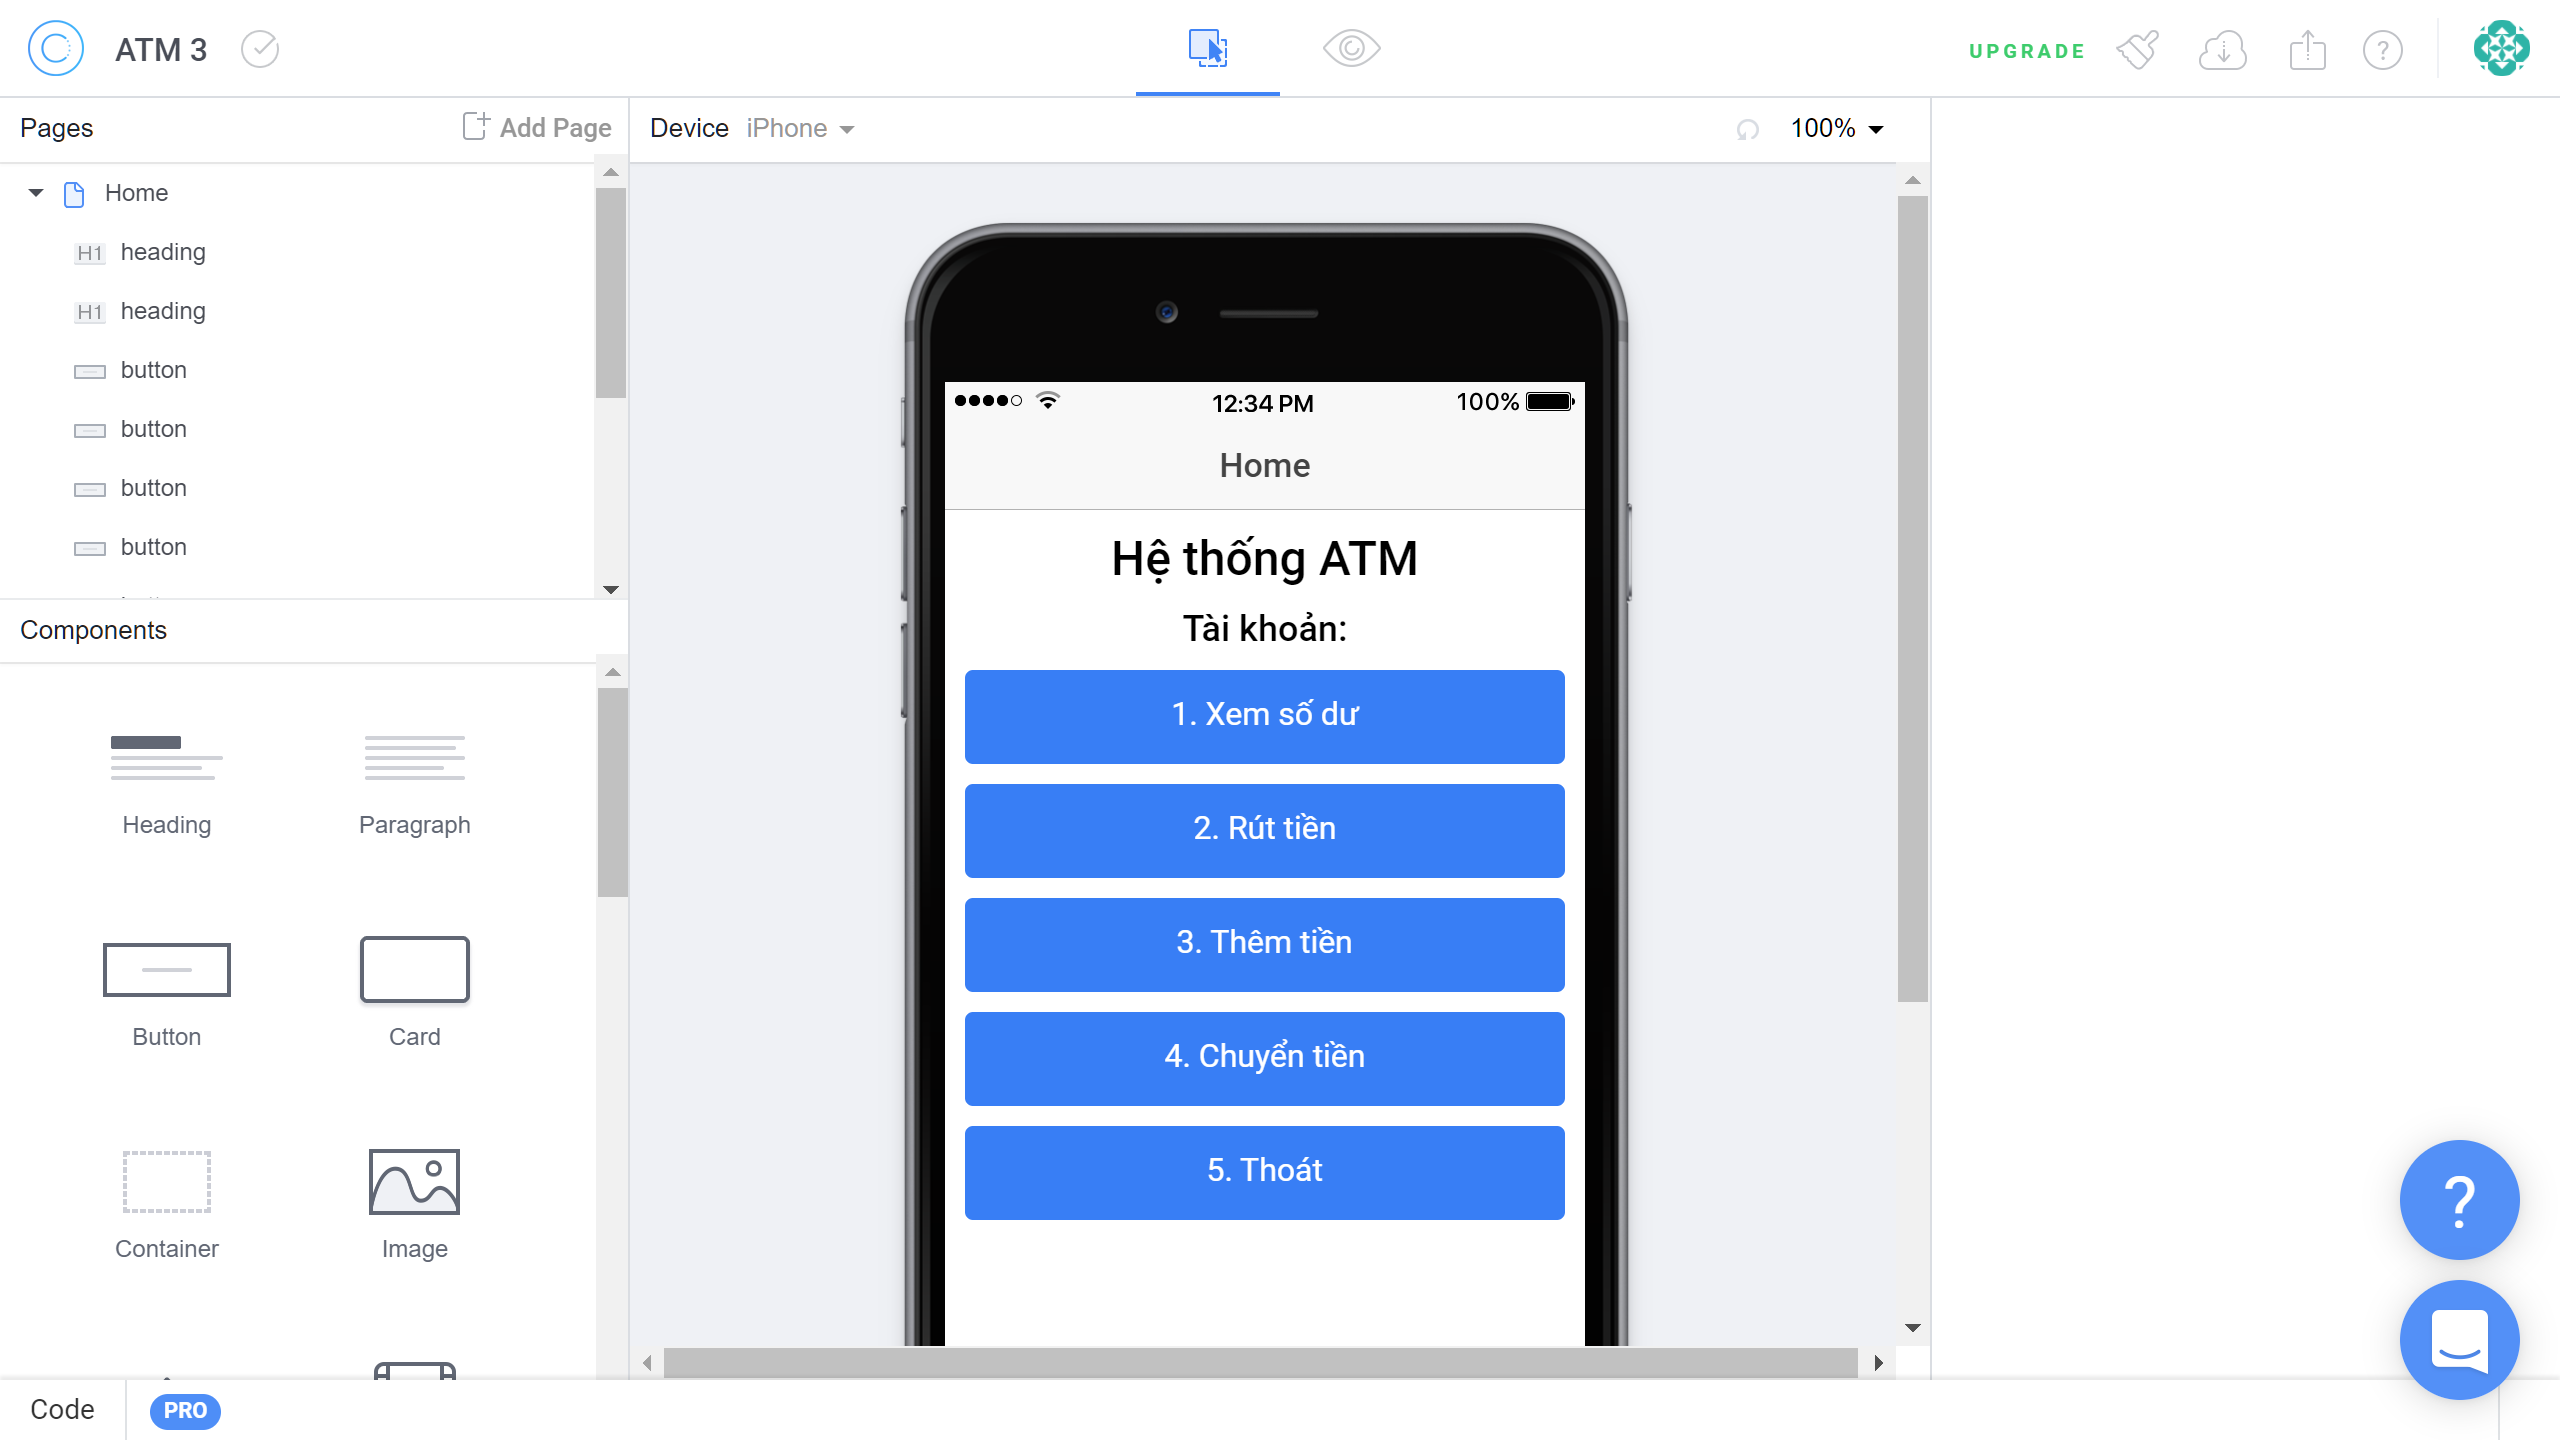 ATM 3
UPGRADE
?
Pages
Add Page
Device iPhone
100%
Home
H1 heading
H1 heading
button
button
button
button
Components
Heading
Paragraph
Button
Card
Container
Image
12:34 PM
100%
Home
Hệ thống ATM
Tài khoản:
1. Xem số dư
2. Rút tiền
3. Thêm tiền
4. Chuyển tiền
5. Thoát
?
Code
PRO